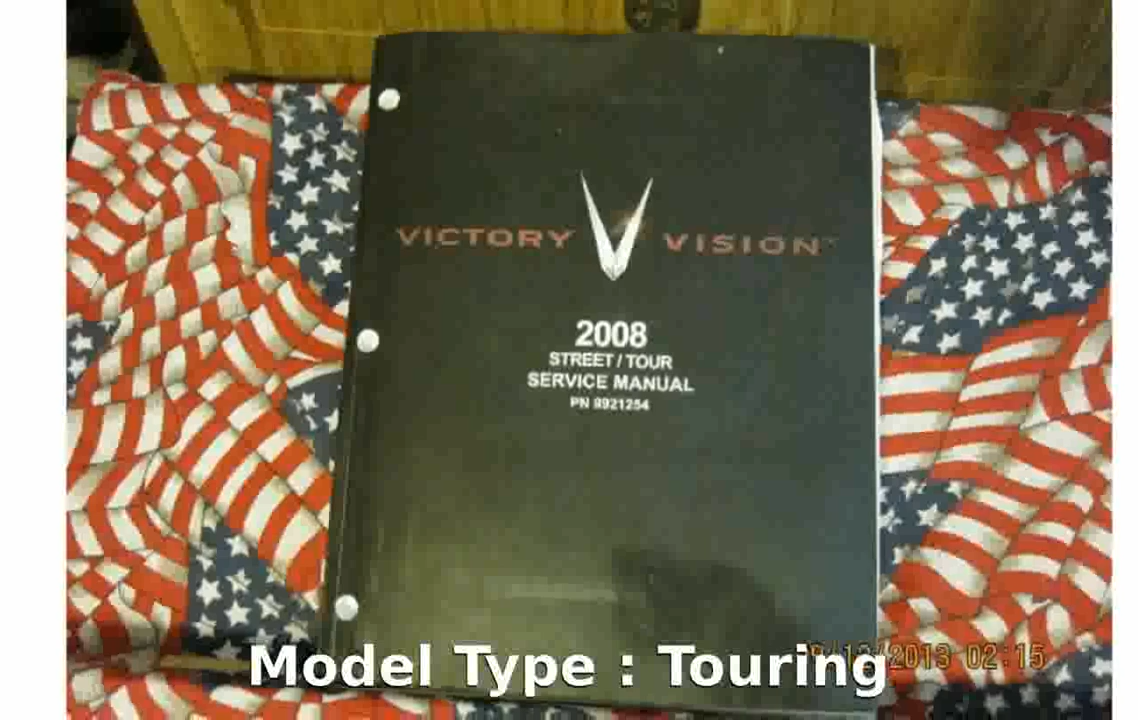 VICTORY VISION
2008
STREET / TOUR
SERVICE MANUAL
PN 9921254
2013 02:15
Model Type : Touring